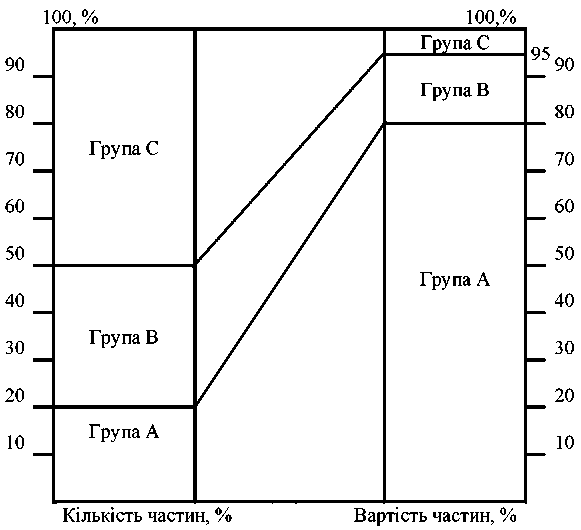 100, %
100,%
Група C
95
90
90
Група B
80
80
Група C
70
70
60
60
50
50
Група A
40
40
Група B
30
30
20
20
Група A
10
10
Кількість частин, %
Вартість частин, %